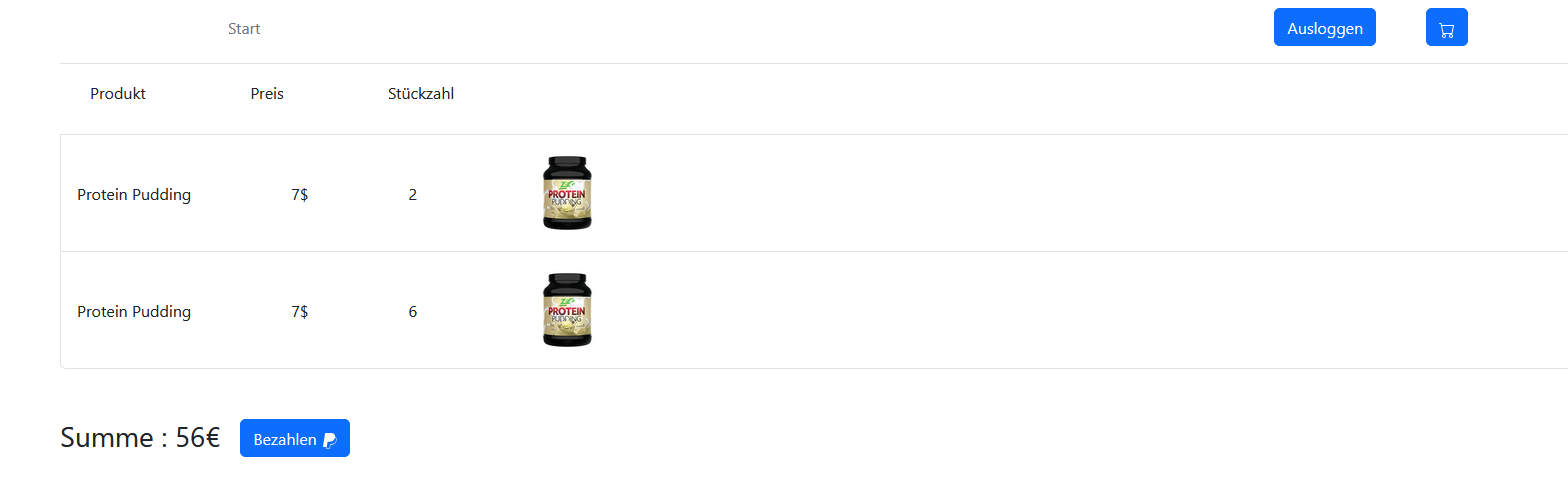 Start Ausloggen
Produkt Preis Stückzahl
Protein Pudding 7$ 2
PROTEIN
PUDDING
Protein Pudding 7$ 6
PROTEIN
PUDDING
Summe : 56€ Bezahlen